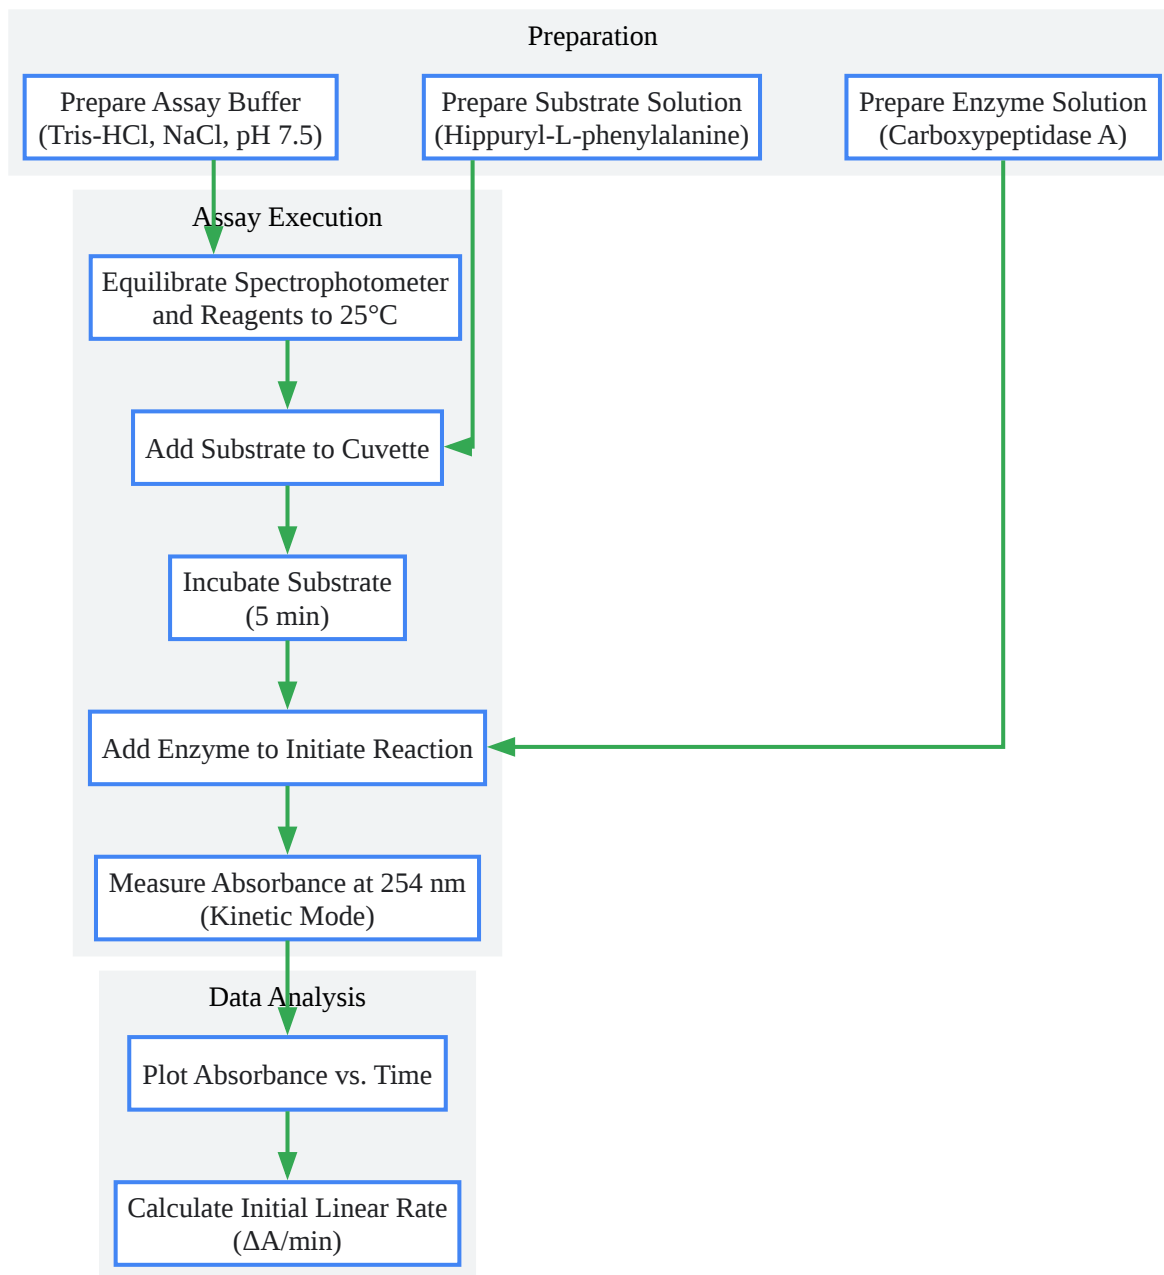 Preparation
Prepare Assay Buffer
(Tris-HCl, NaCl, pH 7.5)
Prepare Substrate Solution
(Hippuryl-L-phenylalanine)
Prepare Enzyme Solution
(Carboxypeptidase A)
Assay Execution
Equilibrate Spectrophotometer
and Reagents to 25°C
Add Substrate to Cuvette
Incubate Substrate
(5 min)
Add Enzyme to Initiate Reaction
Measure Absorbance at 254 nm
(Kinetic Mode)
Data Analysis
Plot Absorbance vs. Time
Calculate Initial Linear Rate
(ΔA/min)